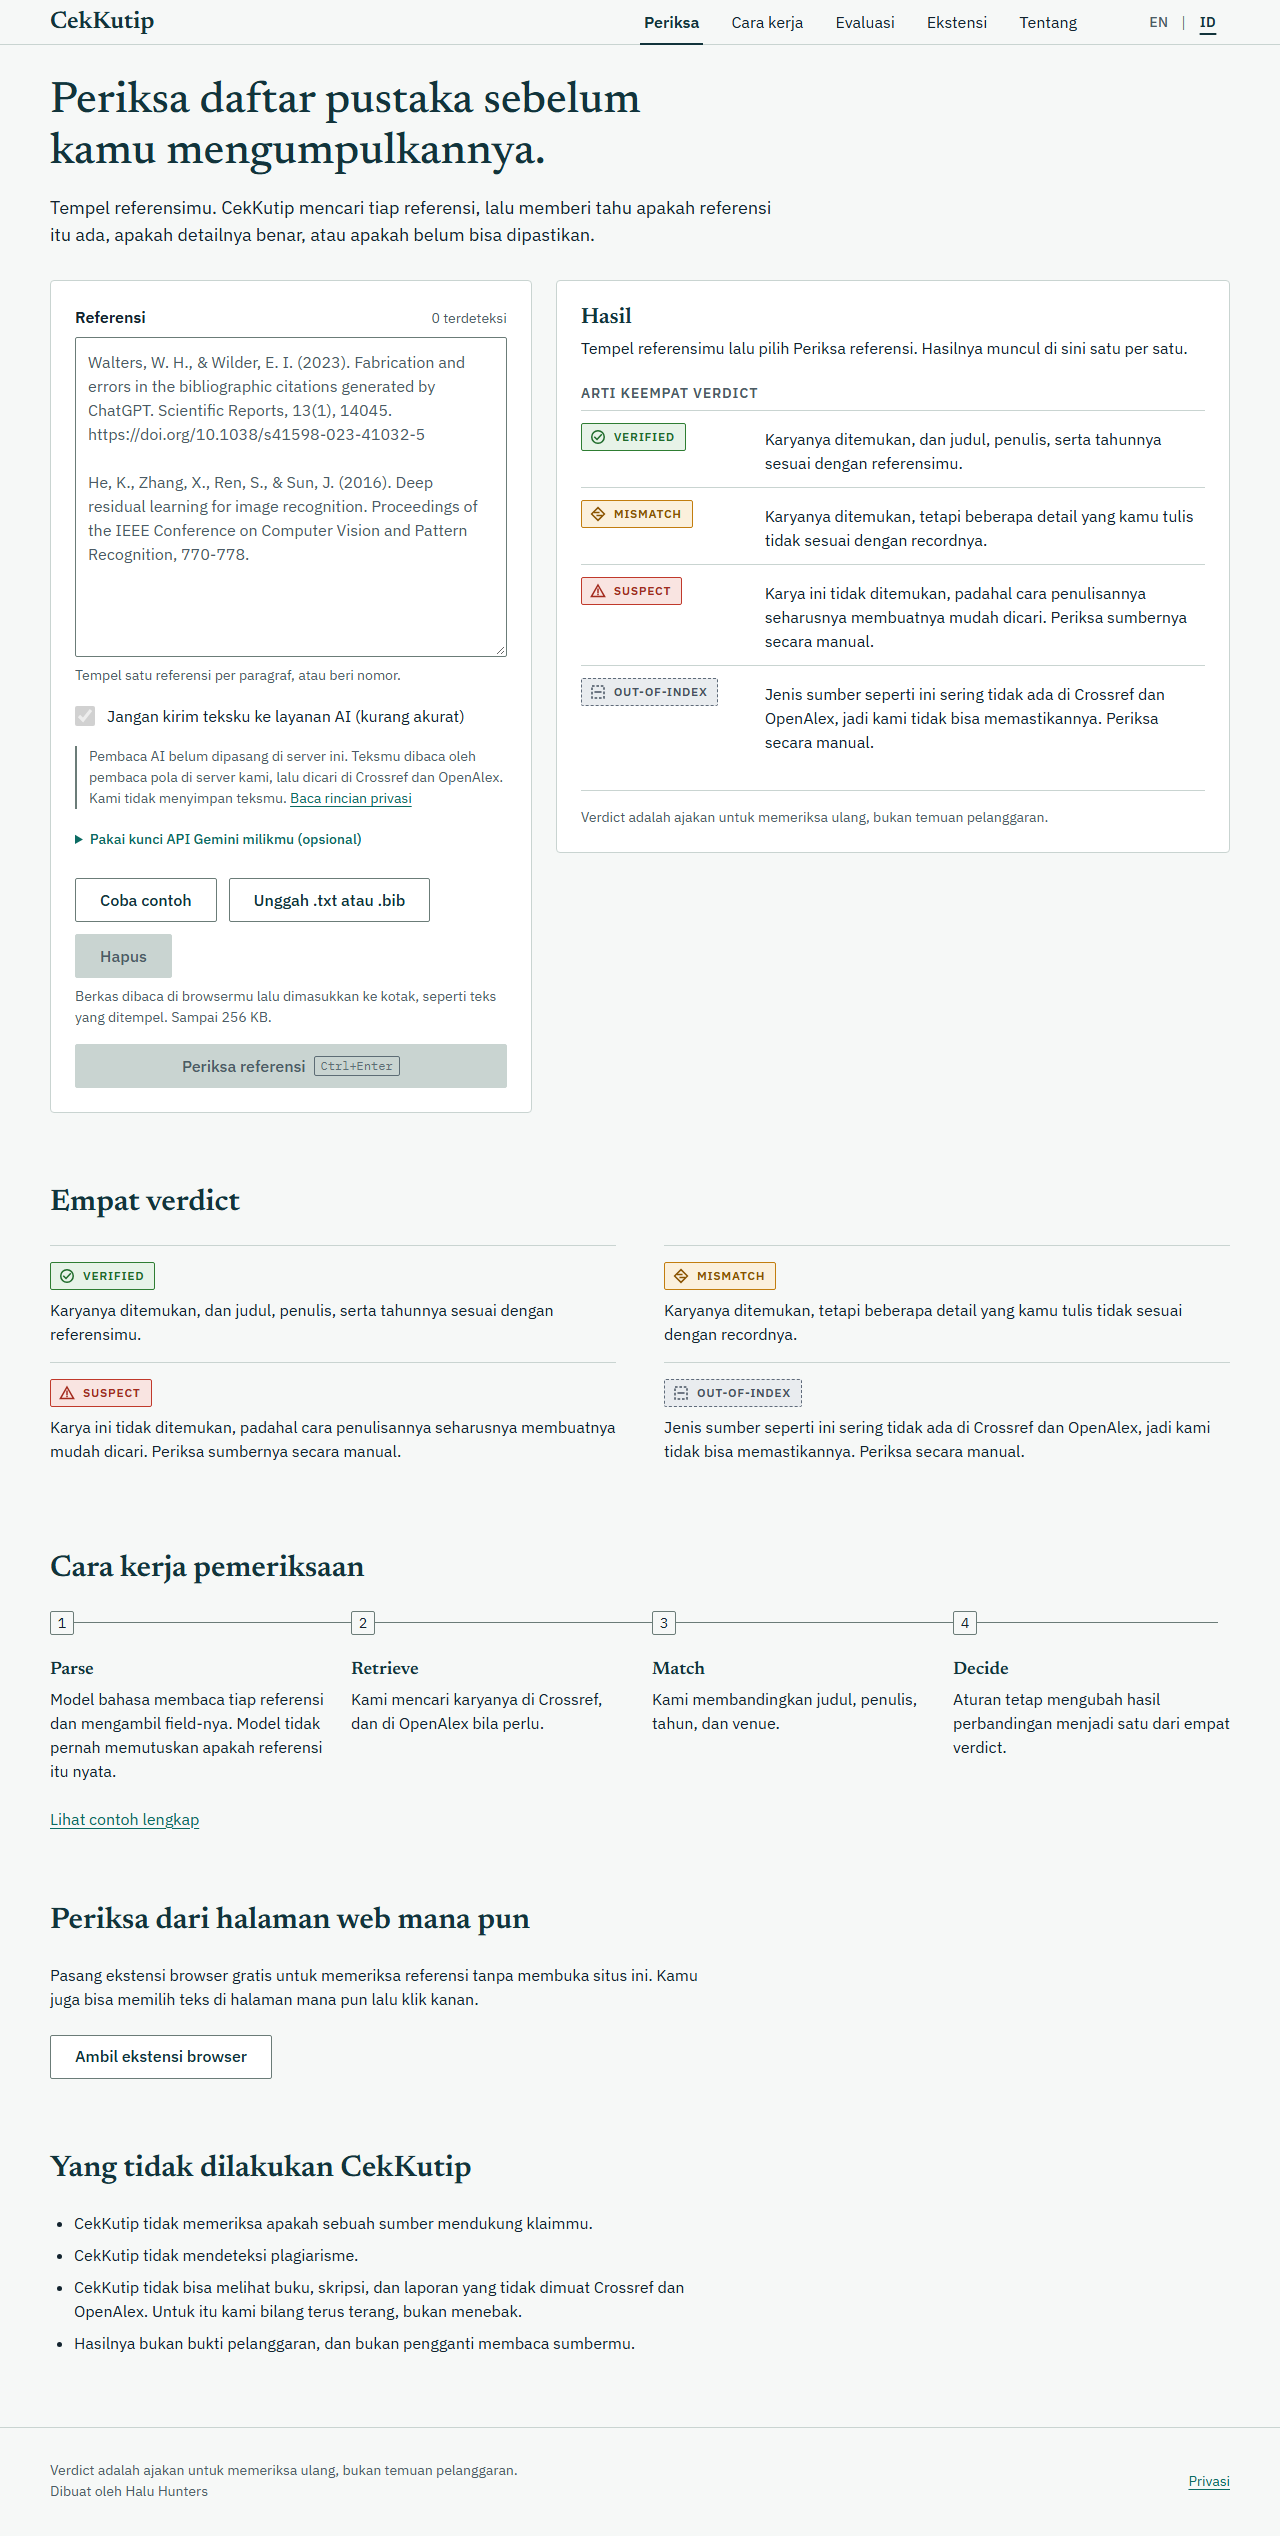 CekKutip
Periksa
Cara kerja
Evaluasi
Ekstensi
Tentang
EN | ID
Periksa daftar pustaka sebelum
kamu mengumpulkannya.
Tempel referensimu. CekKutip mencari tiap referensi, lalu memberi tahu apakah referensi
itu ada, apakah detailnya benar, atau apakah belum bisa dipastikan.
Referensi
0 terdeteksi
Walters, W. H., & Wilder, E. I. (2023). Fabrication and
errors in the bibliographic citations generated by
ChatGPT. Scientific Reports, 13(1), 14045.
https://doi.org/10.1038/s41598-023-41032-5
He, K., Zhang, X., Ren, S., & Sun, J. (2016). Deep
residual learning for image recognition. Proceedings of
the IEEE Conference on Computer Vision and Pattern
Recognition, 770-778.
Tempel satu referensi per paragraf, atau beri nomor.
Jangan kirim teksku ke layanan AI (kurang akurat)
Pembaca AI belum dipasang di server ini. Teksmu dibaca oleh
pembaca pola di server kami, lalu dicari di Crossref dan OpenAlex.
Kami tidak menyimpan teksmu. Baca rincian privasi
Pakai kunci API Gemini milikmu (opsional)
Coba contoh
Unggah .txt atau .bib
Hapus
Berkas dibaca di browsermu lalu dimasukkan ke kotak, seperti teks
yang ditempel. Sampai 256 KB.
Periksa referensi Ctrl+Enter
Hasil
Tempel referensimu lalu pilih Periksa referensi. Hasilnya muncul di sini satu per satu.
ARTI KEEMPAT VERDICT
VERIFIED
Karyanya ditemukan, dan judul, penulis, serta tahunnya
sesuai dengan referensimu.
MISMATCH
Karyanya ditemukan, tetapi beberapa detail yang kamu tulis
tidak sesuai dengan recordnya.
SUSPECT
Karya ini tidak ditemukan, padahal cara penulisannya
seharusnya membuatnya mudah dicari. Periksa sumbernya
secara manual.
OUT-OF-INDEX
Jenis sumber seperti ini sering tidak ada di Crossref dan
OpenAlex, jadi kami tidak bisa memastikannya. Periksa
secara manual.
Verdict adalah ajakan untuk memeriksa ulang, bukan temuan pelanggaran.
Empat verdict
VERIFIED
Karyanya ditemukan, dan judul, penulis, serta tahunnya sesuai dengan
referensimu.
MISMATCH
Karyanya ditemukan, tetapi beberapa detail yang kamu tulis tidak sesuai
dengan recordnya.
SUSPECT
Karya ini tidak ditemukan, padahal cara penulisannya seharusnya membuatnya
mudah dicari. Periksa sumbernya secara manual.
OUT-OF-INDEX
Jenis sumber seperti ini sering tidak ada di Crossref dan OpenAlex, jadi kami
tidak bisa memastikannya. Periksa secara manual.
Cara kerja pemeriksaan
1
Parse
Model bahasa membaca tiap referensi
dan mengambil field-nya. Model tidak
pernah memutuskan apakah referensi
itu nyata.
2
Retrieve
Kami mencari karyanya di Crossref,
dan di OpenAlex bila perlu.
3
Match
Kami membandingkan judul, penulis,
tahun, dan venue.
4
Decide
Aturan tetap mengubah hasil
perbandingan menjadi satu dari empat
verdict.
Lihat contoh lengkap
Periksa dari halaman web mana pun
Pasang ekstensi browser gratis untuk memeriksa referensi tanpa membuka situs ini. Kamu
juga bisa memilih teks di halaman mana pun lalu klik kanan.
Ambil ekstensi browser
Yang tidak dilakukan CekKutip
• CekKutip tidak memeriksa apakah sebuah sumber mendukung klaimmu.
• CekKutip tidak mendeteksi plagiarisme.
• CekKutip tidak bisa melihat buku, skripsi, dan laporan yang tidak dimuat Crossref dan
OpenAlex. Untuk itu kami bilang terus terang, bukan menebak.
• Hasilnya bukan bukti pelanggaran, dan bukan pengganti membaca sumbermu.
Verdict adalah ajakan untuk memeriksa ulang, bukan temuan pelanggaran.
Dibuat oleh Halu Hunters
Privasi